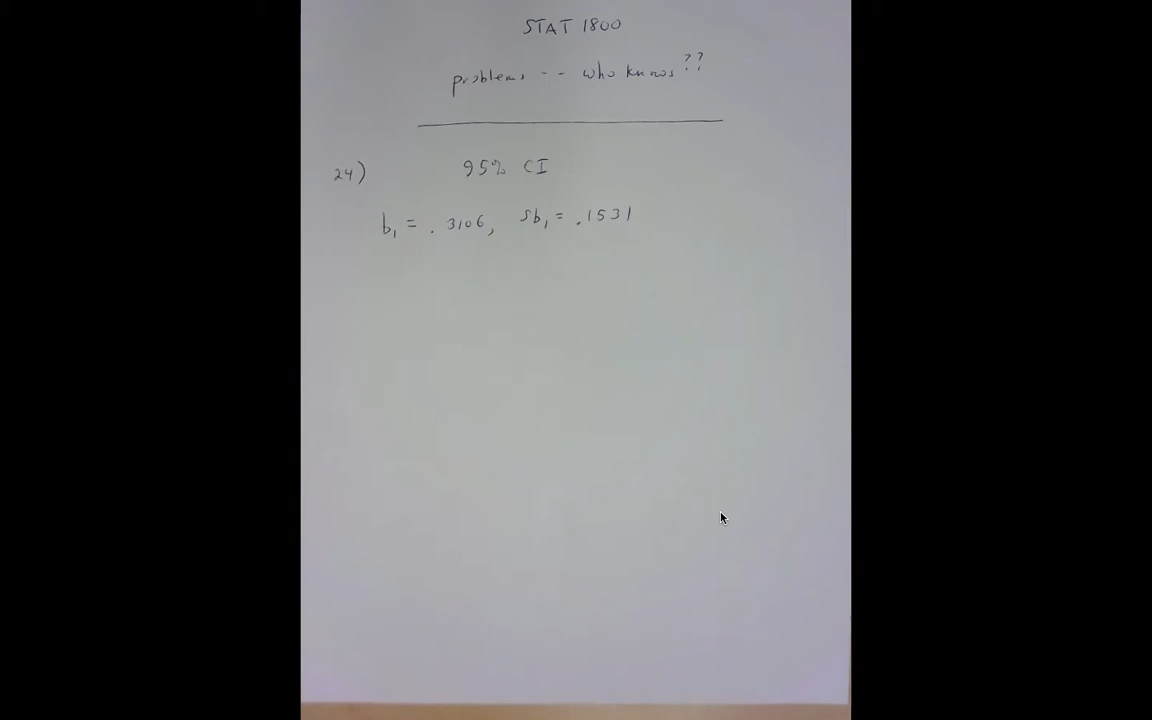 STAT 1800
problems -- who knows??
24) 95% CI
b₁ = .3106, sb₁ = .1531